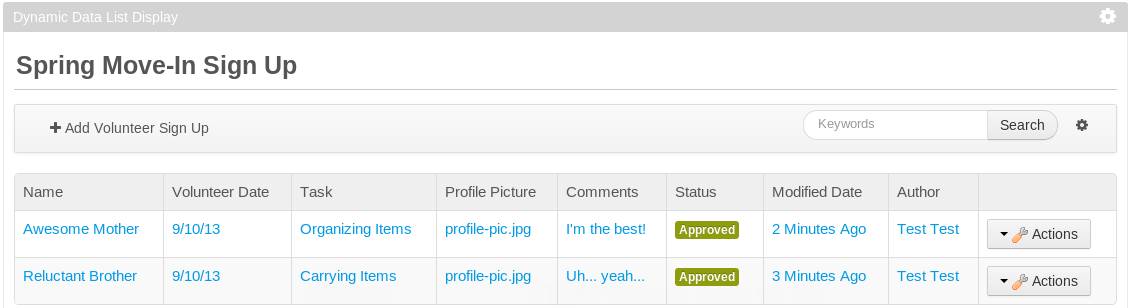 Dynamic Data List Display
Spring Move-In Sign Up
Add Volunteer Sign Up Keywords Search
Name Volunteer Date Task Profile Picture Comments Status Modified Date Author
Awesome Mother 9/10/13 Organizing Items profile-pic.jpg I'm the best! Approved 2 Minutes Ago Test Test Actions
Reluctant Brother 9/10/13 Carrying Items profile-pic.jpg Uh... yeah... Approved 3 Minutes Ago Test Test Actions